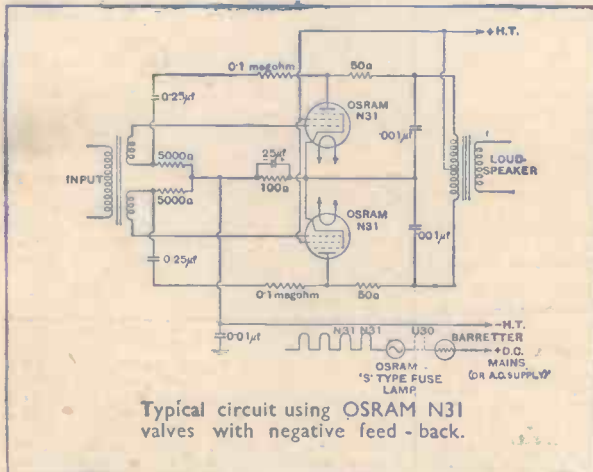 +H.T.
0·1 megohm
50Ω
0·25µf
OSRAM
N31
·001µf
5000Ω
25µf
INPUT
100Ω
LOUD-
SPEAKER
5000Ω
OSRAM
N31
·001µf
0·25µf
0·1 megohm
50Ω
-H.T.
0·01µf
N31 N31 U30
BARRETTER
+D.C.
MAINS
(OR A.C. SUPPLY)
OSRAM
'S' TYPE FUSE
LAMP
Typical circuit using OSRAM N31
valves with negative feed-back.